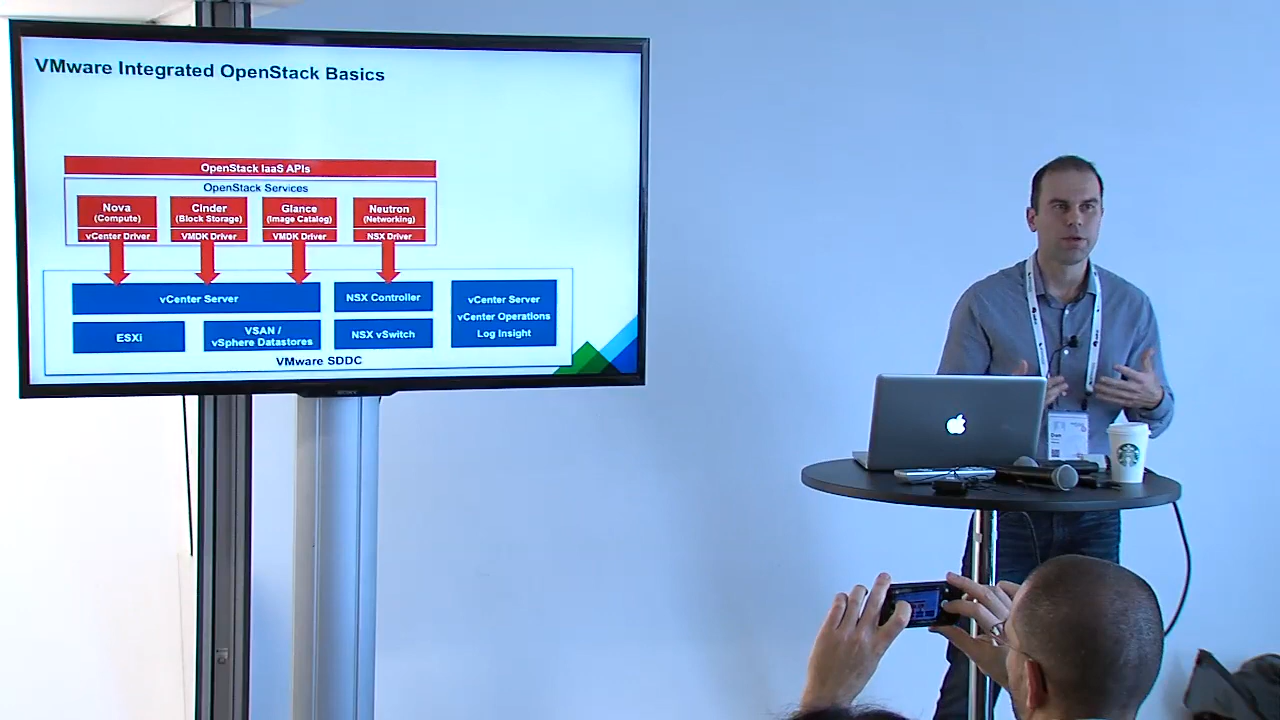 VMware Integrated OpenStack Basics
OpenStack IaaS APIs
OpenStack Services
Nova
(Compute)
vCenter Driver
Cinder
(Block Storage)
VMDK Driver
Glance
(Image Catalog)
VMDK Driver
Neutron
(Networking)
NSX Driver
vCenter Server
NSX Controller
ESXi
VSAN /
vSphere Datastores
NSX vSwitch
vCenter Server
vCenter Operations
Log Insight
VMware SDDC
SONY